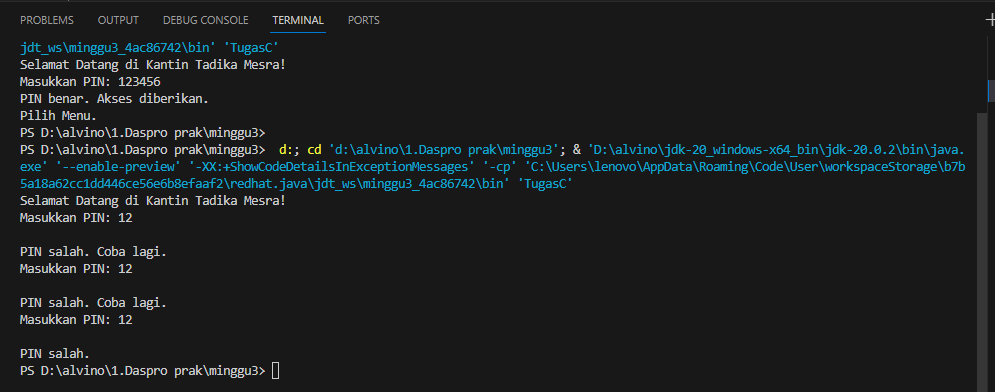 PROBLEMS OUTPUT DEBUG CONSOLE TERMINAL PORTS
jdt_ws\minggu3_4ac86742\bin' 'TugasC'
Selamat Datang di Kantin Tadika Mesra!
Masukkan PIN: 123456
PIN benar. Akses diberikan.
Pilih Menu.
PS D:\alvino\1.Daspro prak\minggu3>
PS D:\alvino\1.Daspro prak\minggu3>  d:; cd 'd:\alvino\1.Daspro prak\minggu3'; & 'D:\alvino\jdk-20_windows-x64_bin\jdk-20.0.2\bin\java.
exe' '--enable-preview' '-XX:+ShowCodeDetailsInExceptionMessages' '-cp' 'C:\Users\lenovo\AppData\Roaming\Code\User\workspaceStorage\b7b
5a18a62cc1dd446ce56e6b8efaaf2\redhat.java\jdt_ws\minggu3_4ac86742\bin' 'TugasC'
Selamat Datang di Kantin Tadika Mesra!
Masukkan PIN: 12
PIN salah. Coba lagi.
Masukkan PIN: 12
PIN salah. Coba lagi.
Masukkan PIN: 12
PIN salah.
PS D:\alvino\1.Daspro prak\minggu3>